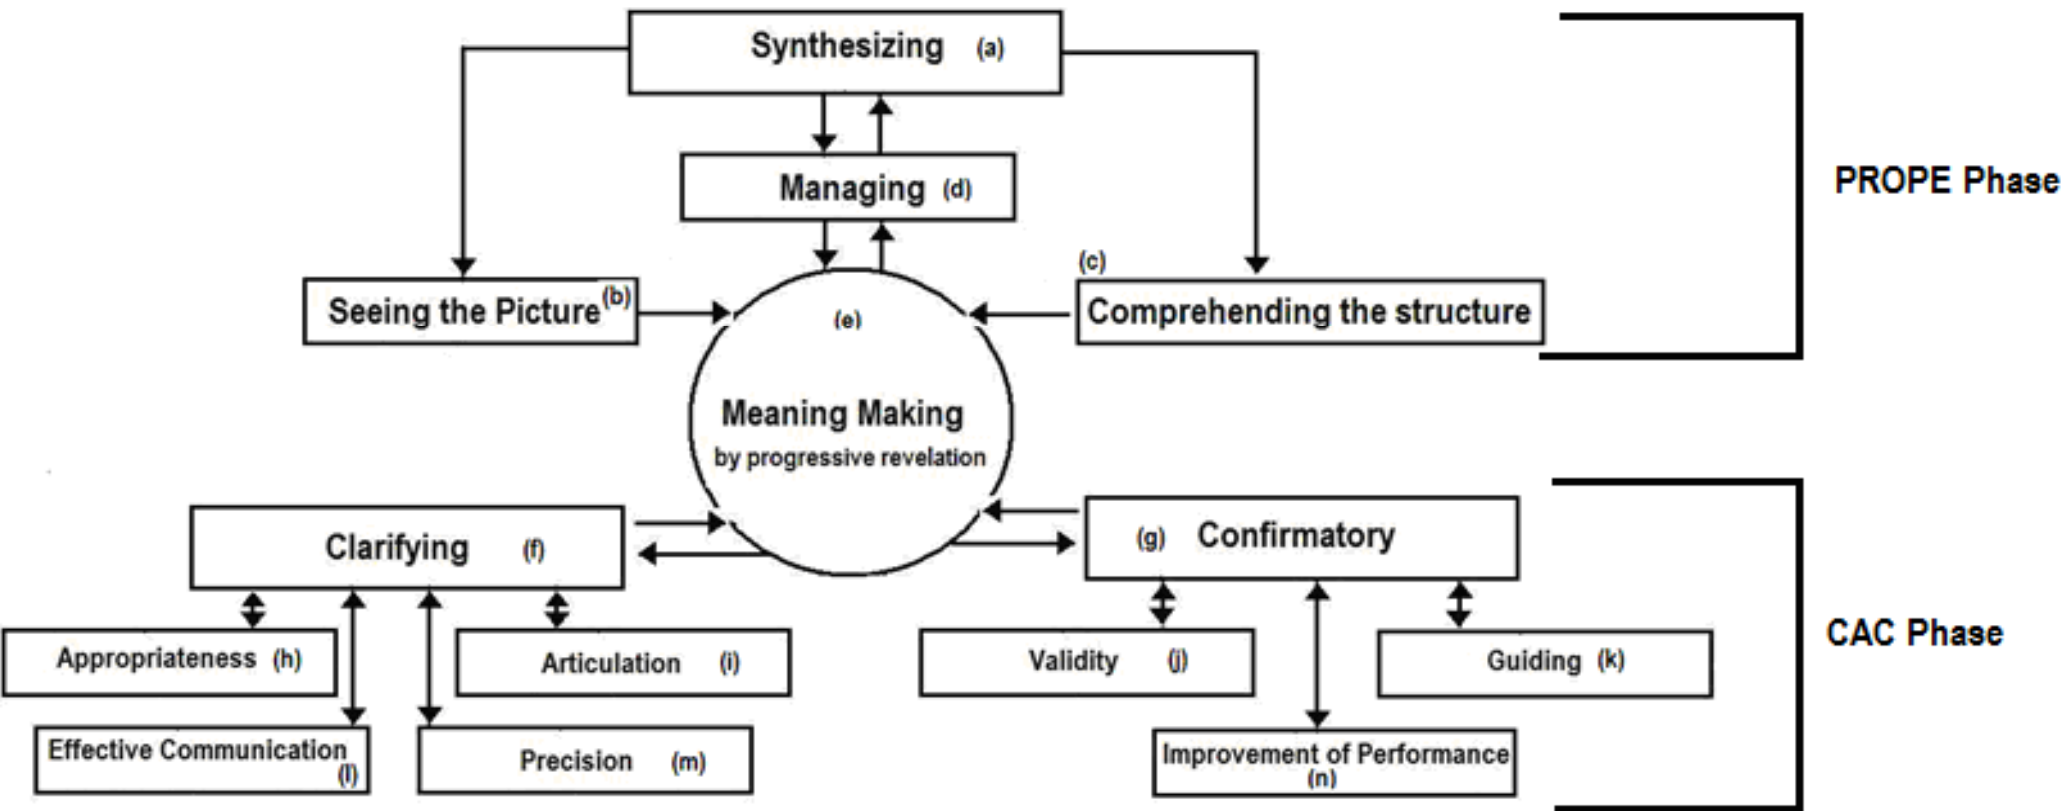 Synthesizing (a)
PROPE Phase
Managing (d)
(c)
Seeing the Picture (b)
Comprehending the structure
(e)
Meaning Making
by progressive revelation
Clarifying (f)
(g) Confirmatory
CAC Phase
Appropriateness (h)
Articulation (i)
Validity (j)
Guiding (k)
Effective Communication
(l)
Precision (m)
Improvement of Performance
(n)